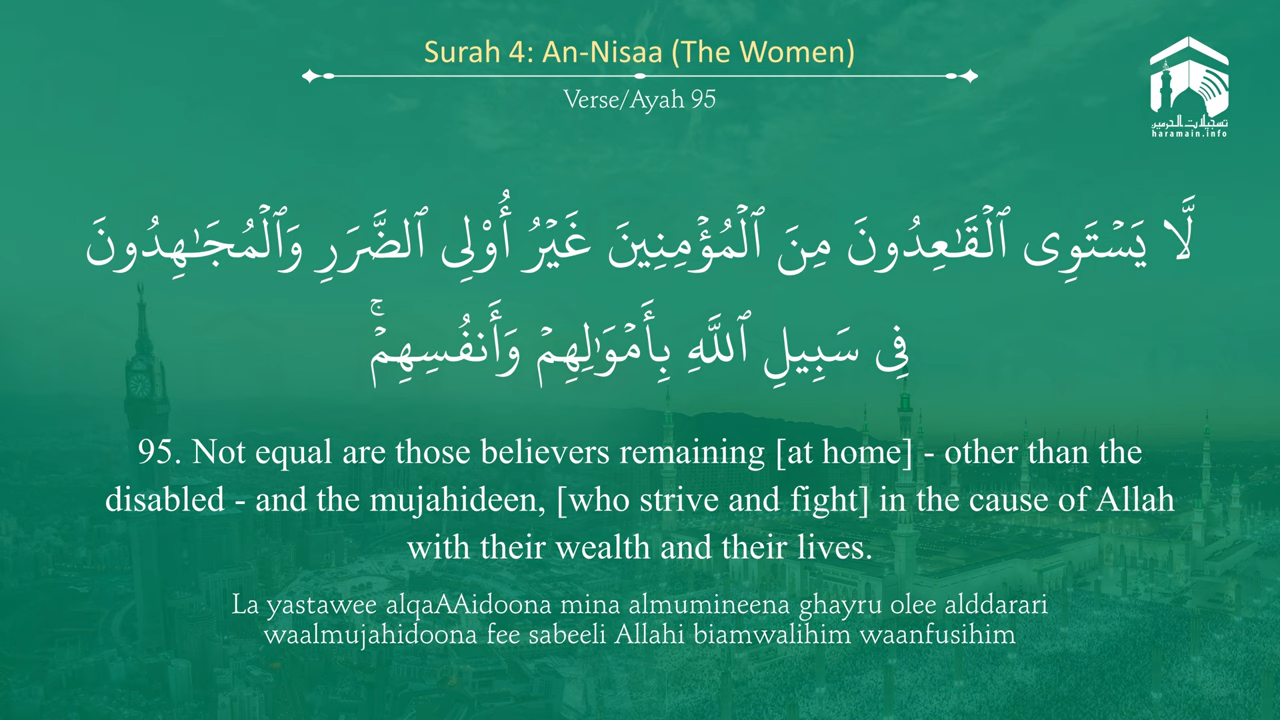 Surah 4: An-Nisaa (The Women)
Verse/Ayah 95
تسجيلات الحرمين
haramain.info
لَّا يَسْتَوِى ٱلْقَـٰعِدُونَ مِنَ ٱلْمُؤْمِنِينَ غَيْرُ أُو۟لِى ٱلضَّرَرِ وَٱلْمُجَـٰهِدُونَ
فِى سَبِيلِ ٱللَّهِ بِأَمْوَٰلِهِمْ وَأَنفُسِهِمْ ۚ
95. Not equal are those believers remaining [at home] - other than the
disabled - and the mujahideen, [who strive and fight] in the cause of Allah
with their wealth and their lives.
La yastawee alqaAAidoona mina almumineena ghayru olee alddarari
waalmujahidoona fee sabeeli Allahi biamwalihim waanfusihim